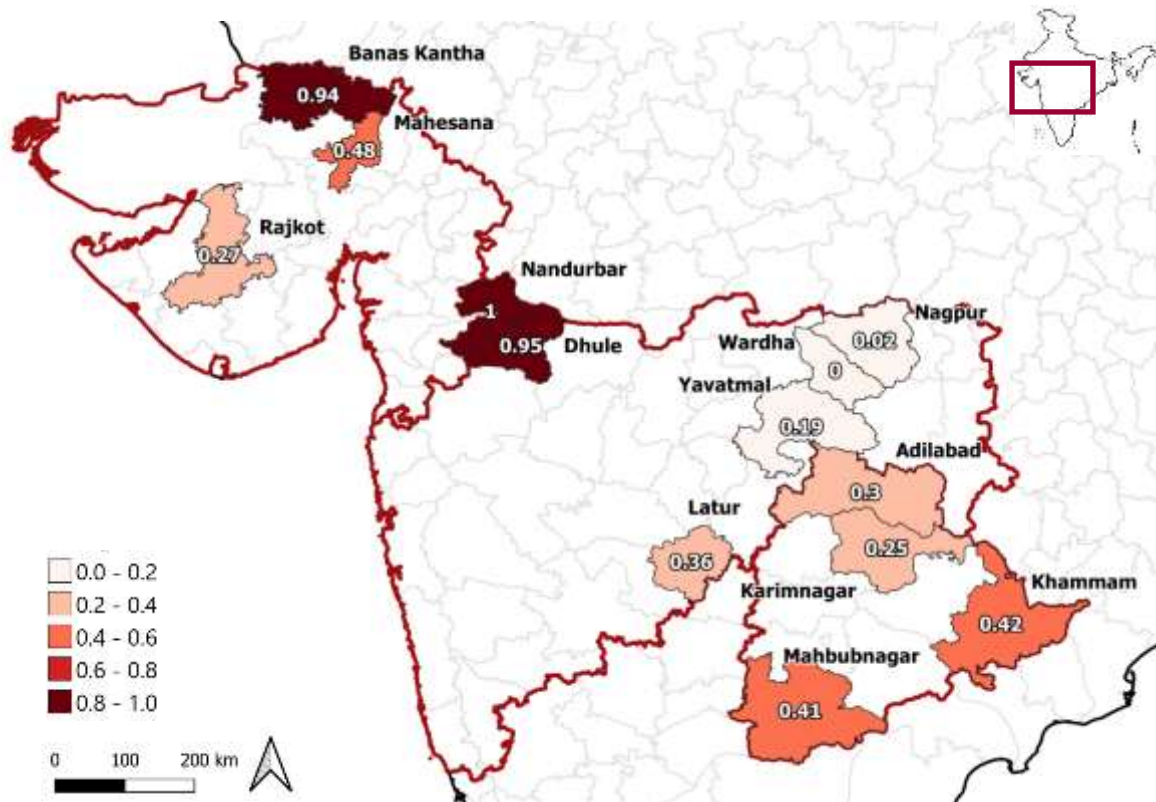 Banas Kantha
0.94
Mahesana
0.48
Rajkot
0.27
Nandurbar
1
0.95
Dhule
Nagpur
Wardha
0.02
0
Yavatmal
0.19
Adilabad
0.3
Latur
0.36
0.25
Karimnagar
Khammam
0.42
Mahbubnagar
0.41
0.0 - 0.2
0.2 - 0.4
0.4 - 0.6
0.6 - 0.8
0.8 - 1.0
0 100 200 km